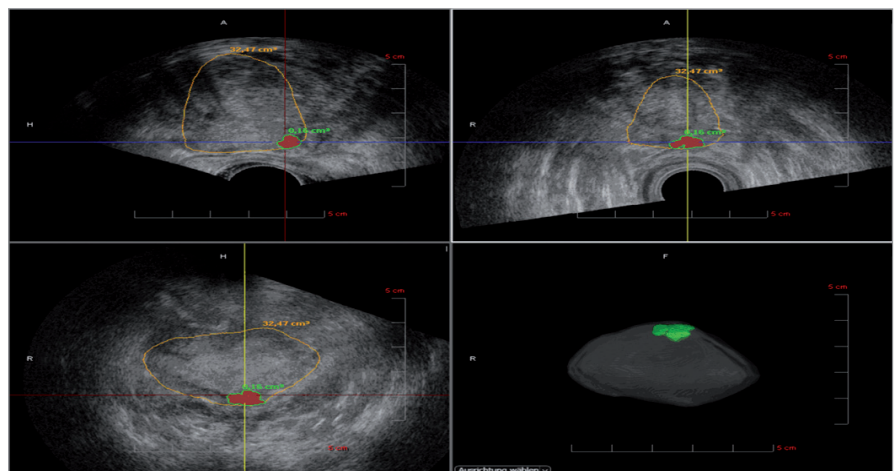 A
32,47 cm³
5 cm
H
0,16 cm³
5 cm
A
32,47 cm³
5 cm
R
0,16 cm³
5 cm
H
I
32,47 cm³
5 cm
R
0,16 cm³
5 cm
F
5 cm
R
5 cm
Ausrichtung wählen